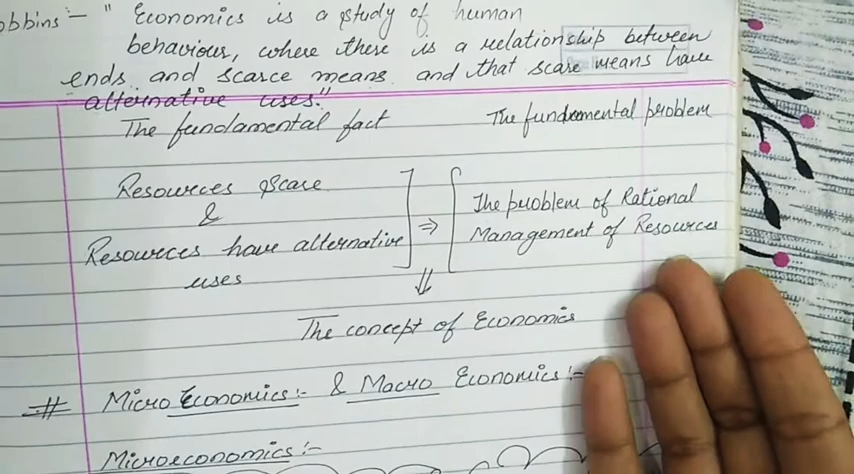 obbins:- " Economics is a study of human
behaviour, where there is a relationship between
ends and scarce means and that scare means have
alternative uses."
The fundamental fact
The fundemental problem
Resources Scare
&
Resources have alternative
uses
⇒
The problem of Rational
Management of Resources
⇓
The concept of Economics
# Micro Economics:- & Macro Economics:-
Microeconomics:-